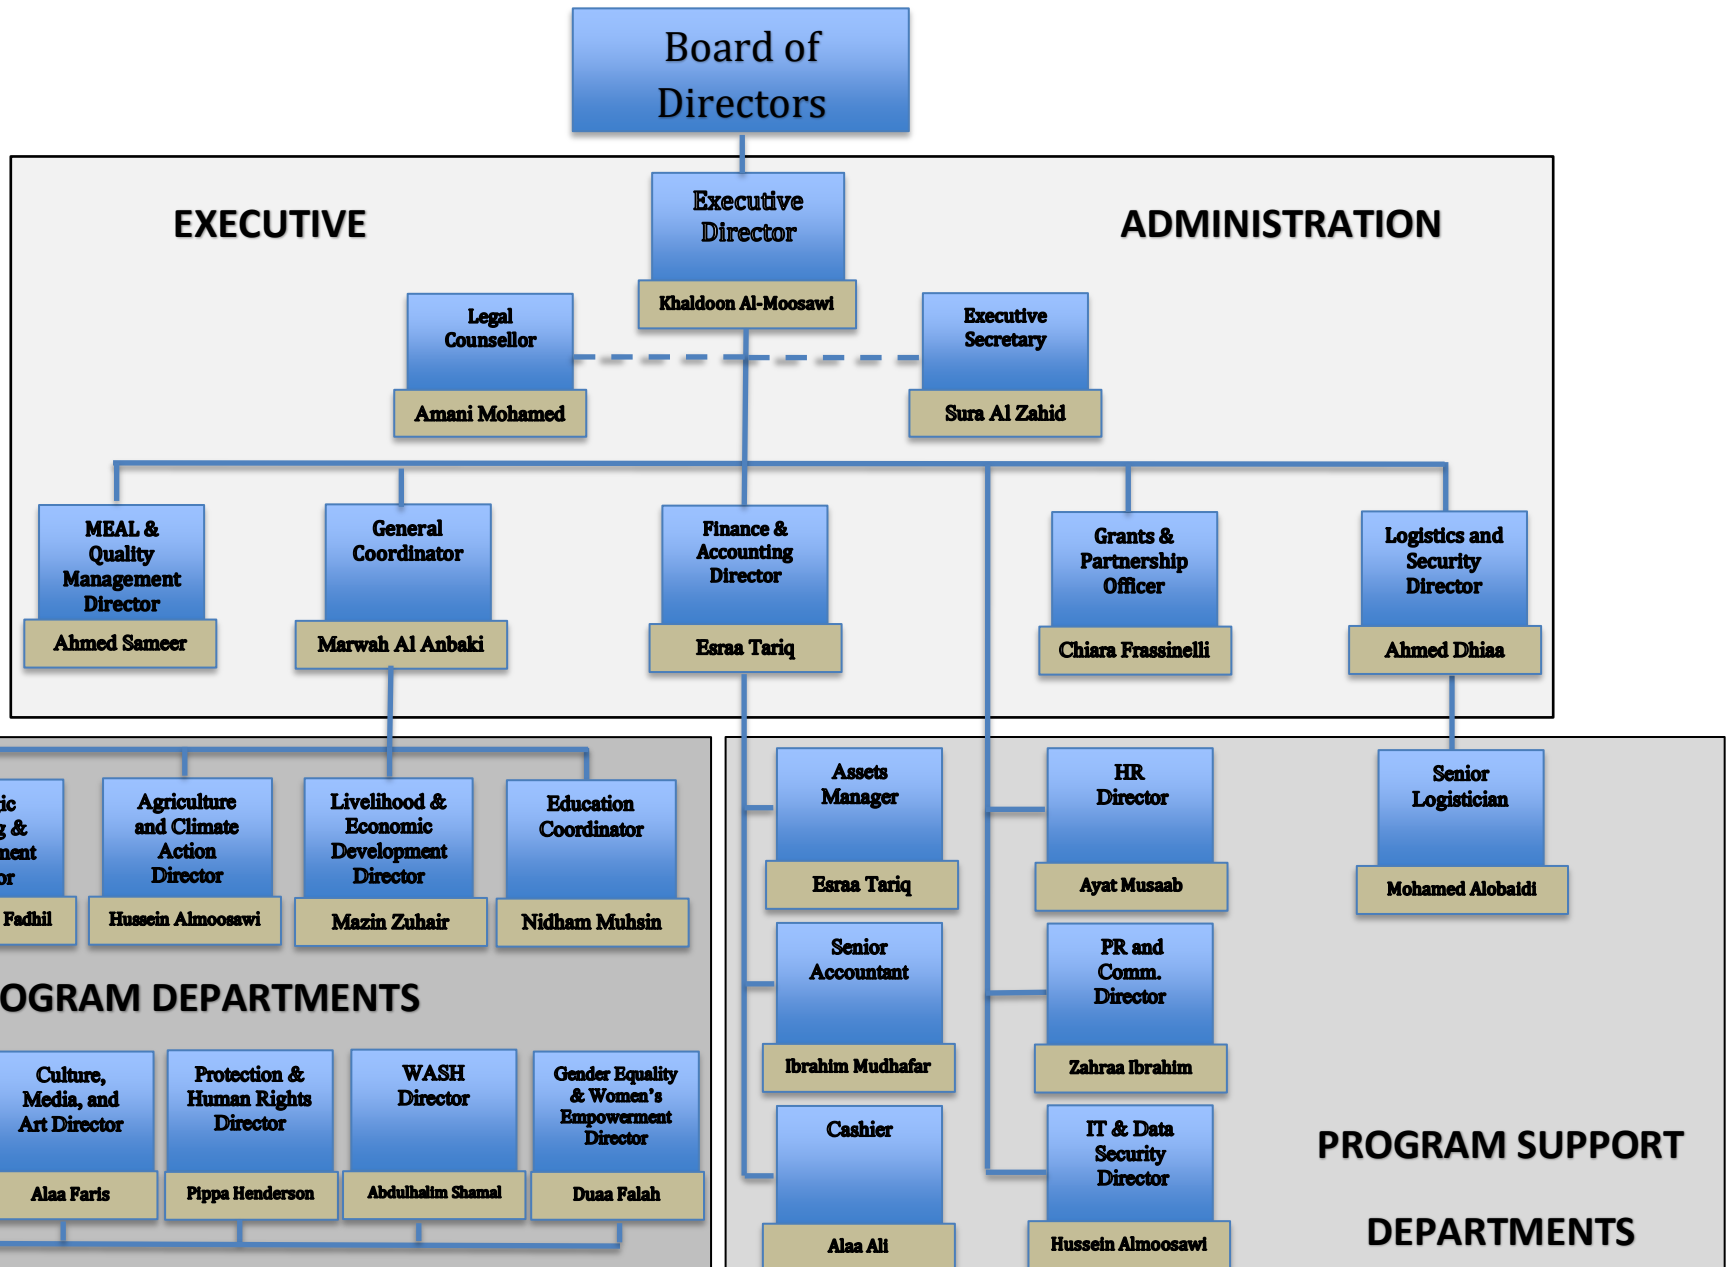 Board of
Directors
EXECUTIVE
Executive
Director
Khaldoon Al-Moosawi
ADMINISTRATION
Legal
Counsellor
Amani Mohamed
Executive
Secretary
Sura Al Zahid
MEAL &
Quality
Management
Director
Ahmed Sameer
General
Coordinator
Marwah Al Anbaki
Finance &
Accounting
Director
Esraa Tariq
Grants &
Partnership
Officer
Chiara Frassinelli
Logistics and
Security
Director
Ahmed Dhiaa
Fadhil
Agriculture
and Climate
Action
Director
Hussein Almoosawi
Livelihood &
Economic
Development
Director
Mazin Zuhair
Education
Coordinator
Nidham Muhsin
OGRAM DEPARTMENTS
Culture,
Media, and
Art Director
Alaa Faris
Protection &
Human Rights
Director
Pippa Henderson
WASH
Director
Abdulhalim Shamal
Gender Equality
& Women's
Empowerment
Director
Duaa Falah
Assets
Manager
Esraa Tariq
Senior
Accountant
Ibrahim Mudhafar
Cashier
Alaa Ali
HR
Director
Ayat Musaab
PR and
Comm.
Director
Zahraa Ibrahim
IT & Data
Security
Director
Hussein Almoosawi
Senior
Logistician
Mohamed Alobaidi
PROGRAM SUPPORT
DEPARTMENTS